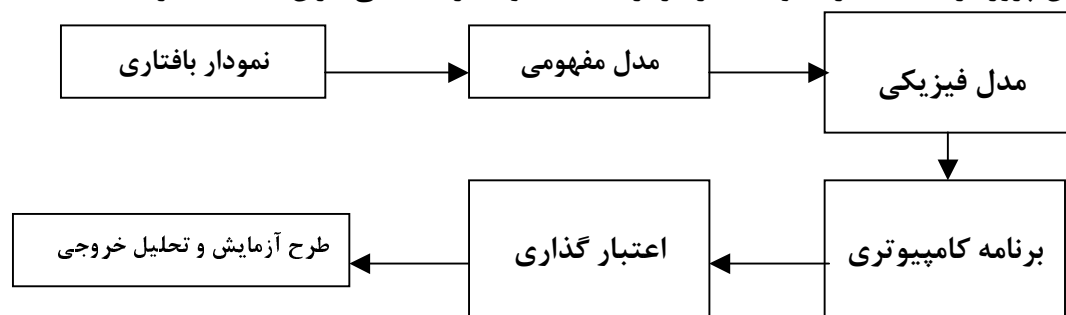 نمودار بافتاری
مدل مفهومی
مدل فیزیکی
برنامه کامپیوتری
اعتبار گذاری
طرح آزمایش و تحلیل خروجی